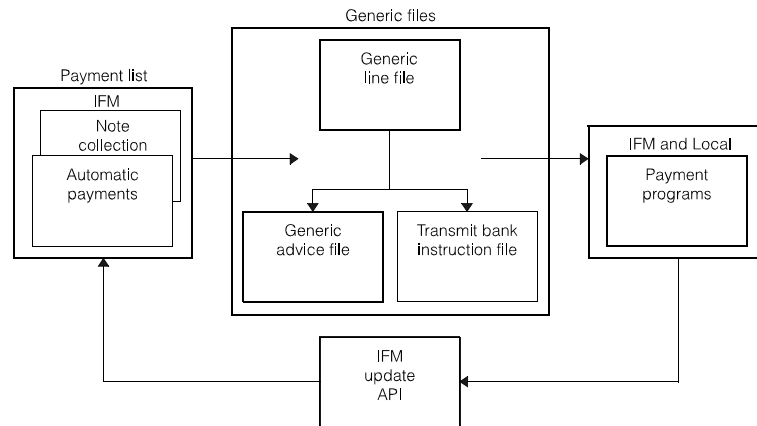 Generic files
Generic
line file
Payment list
IFM
Note
collection
Automatic
payments
Generic
advice file
Transmit bank
instruction file
IFM and Local
Payment
programs
IFM
update
API